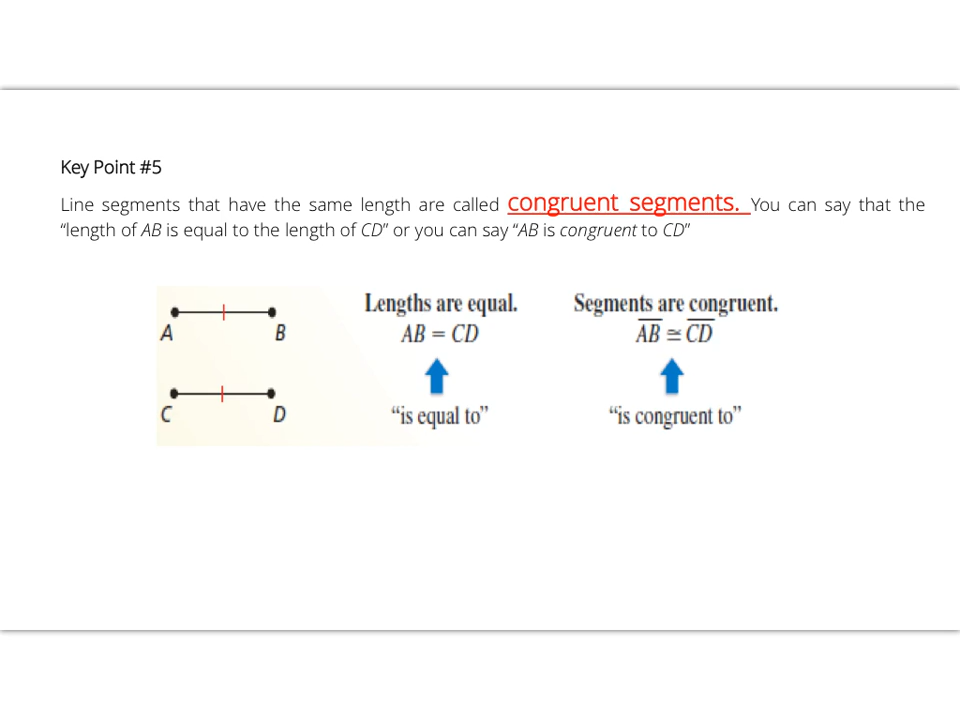 Key Point #5
Line segments that have the same length are called congruent segments. You can say that the
“length of AB is equal to the length of CD” or you can say “AB is congruent to CD”
A B
C D
Lengths are equal.
AB = CD
“is equal to”
Segments are congruent.
A̅B̅ ≅ C̅D̅
“is congruent to”